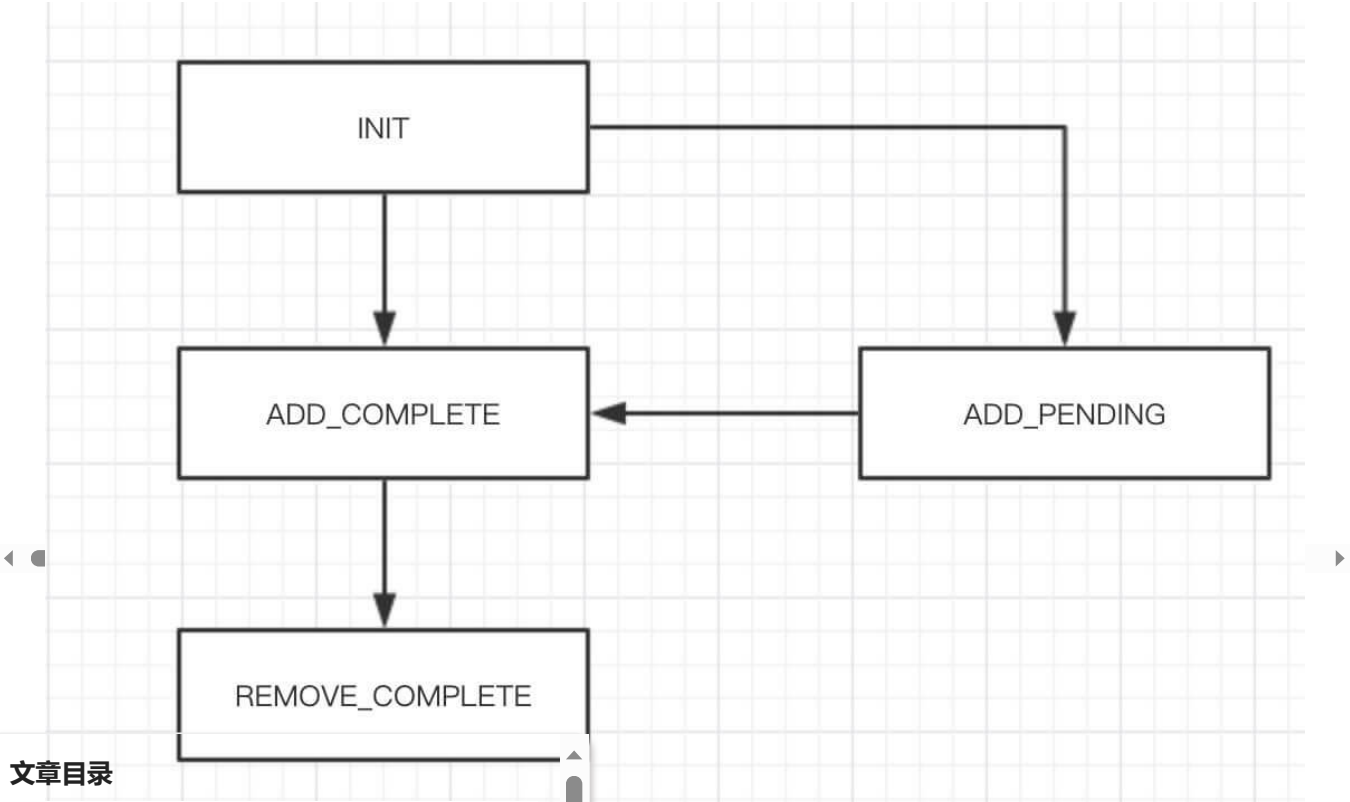 INIT
ADD_COMPLETE
ADD_PENDING
REMOVE_COMPLETE
文章目录